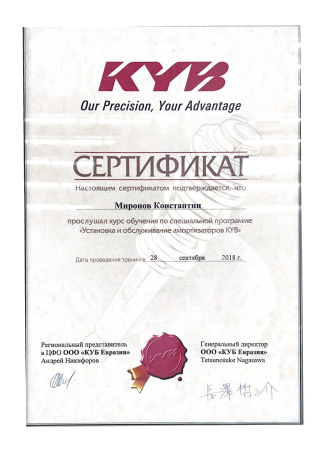 KYB
Our Precision, Your Advantage
СЕРТИФИКАТ
Настоящим сертификатом подтверждается, что
Миронов Константин
прослушал курс обучения по специальной программе
«Установка и обслуживание амортизаторов KYB»
Дата проведение тренинга 28 сентября 2018 г.
Региональный представитель
в ЦФО ООО «КУБ Евразия»
Андрей Никифоров
Генеральный директор
ООО «КУБ Евразия»
Tetsunosuke Nagasawa
KYB
長澤 哲之介